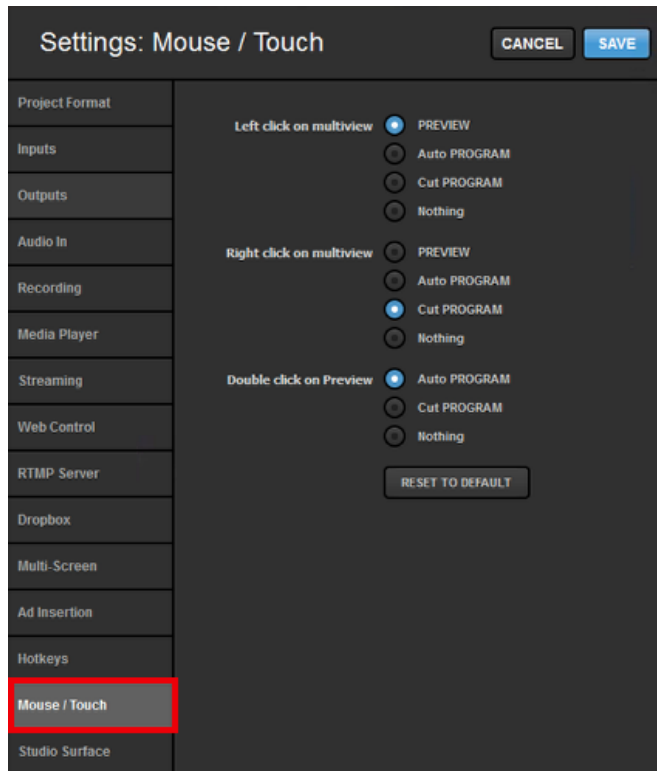 Settings: Mouse / Touch
CANCEL
SAVE
Project Format
Inputs
Outputs
Audio In
Recording
Media Player
Streaming
Web Control
RTMP Server
Dropbox
Multi-Screen
Ad Insertion
Hotkeys
Mouse / Touch
Studio Surface
Left click on multiview
PREVIEW
Auto PROGRAM
Cut PROGRAM
Nothing
Right click on multiview
PREVIEW
Auto PROGRAM
Cut PROGRAM
Nothing
Double click on Preview
Auto PROGRAM
Cut PROGRAM
Nothing
RESET TO DEFAULT